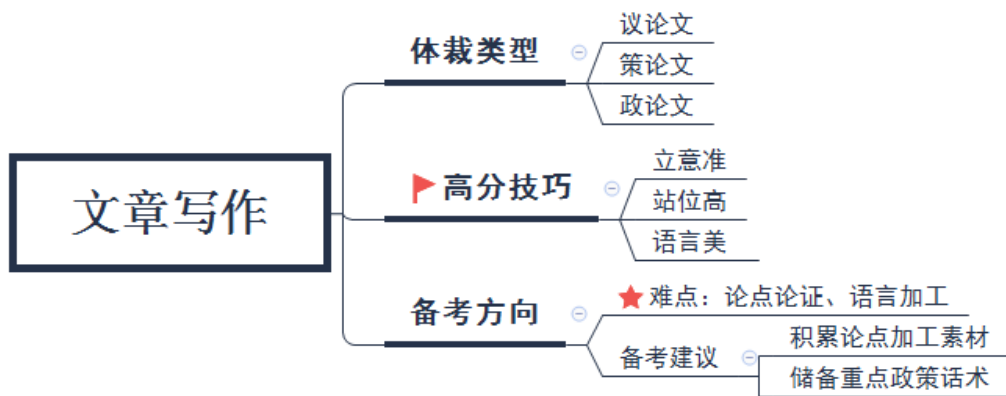 文章写作
体裁类型
议论文
策论文
政论文
高分技巧
立意准
站位高
语言美
备考方向
难点：论点论证、语言加工
备考建议
积累论点加工素材
储备重点政策话术